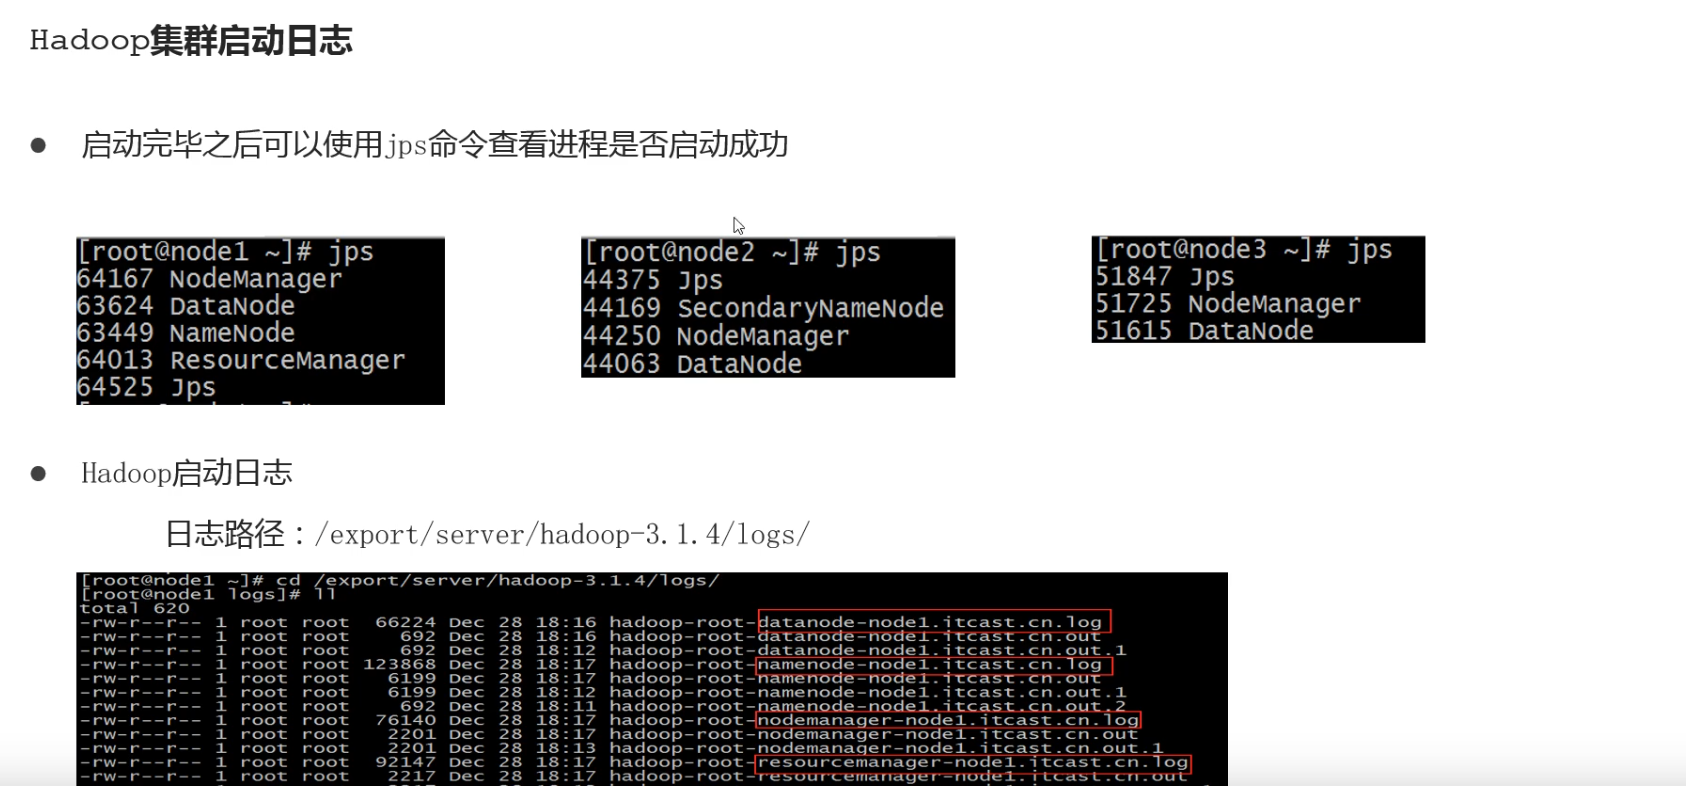 Hadoop集群启动日志
● 启动完毕之后可以使用jps命令查看进程是否启动成功
[root@node1 ~]# jps
64167 NodeManager
63624 DataNode
63449 NameNode
64013 ResourceManager
64525 Jps
[root@node2 ~]# jps
44375 Jps
44169 SecondaryNameNode
44250 NodeManager
44063 DataNode
[root@node3 ~]# jps
51847 Jps
51725 NodeManager
51615 DataNode
● Hadoop启动日志
日志路径：/export/server/hadoop-3.1.4/logs/
[root@node1 ~]# cd /export/server/hadoop-3.1.4/logs/
[root@node1 logs]# ll
total 620
-rw-r--r-- 1 root root 66224 Dec 28 18:16 hadoop-root-datanode-node1.itcast.cn.log
-rw-r--r-- 1 root root 692 Dec 28 18:16 hadoop-root-datanode-node1.itcast.cn.out
-rw-r--r-- 1 root root 692 Dec 28 18:12 hadoop-root-datanode-node1.itcast.cn.out.1
-rw-r--r-- 1 root root 123868 Dec 28 18:17 hadoop-root-namenode-node1.itcast.cn.log
-rw-r--r-- 1 root root 6199 Dec 28 18:17 hadoop-root-namenode-node1.itcast.cn.out
-rw-r--r-- 1 root root 6199 Dec 28 18:12 hadoop-root-namenode-node1.itcast.cn.out.1
-rw-r--r-- 1 root root 692 Dec 28 18:11 hadoop-root-namenode-node1.itcast.cn.out.2
-rw-r--r-- 1 root root 76140 Dec 28 18:17 hadoop-root-nodemanager-node1.itcast.cn.log
-rw-r--r-- 1 root root 2201 Dec 28 18:17 hadoop-root-nodemanager-node1.itcast.cn.out
-rw-r--r-- 1 root root 2201 Dec 28 18:13 hadoop-root-nodemanager-node1.itcast.cn.out.1
-rw-r--r-- 1 root root 92147 Dec 28 18:17 hadoop-root-resourcemanager-node1.itcast.cn.log
-rw-r--r-- 1 root root 2217 Dec 28 18:17 hadoop-root-resourcemanager-node1.itcast.cn.out